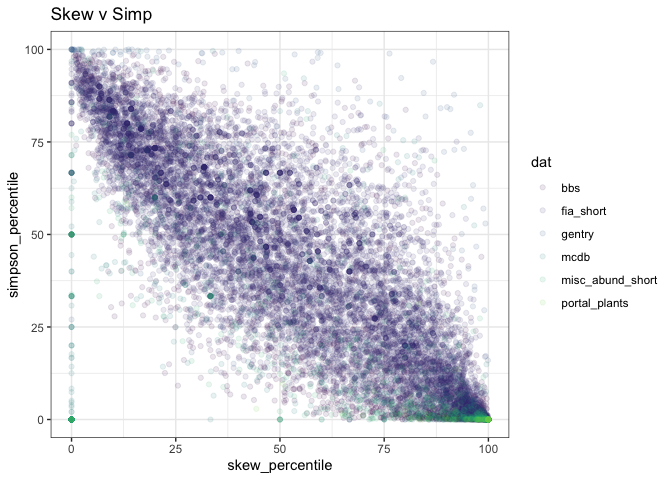 Skew v Simp
100
75
50
25
0
simpson_percentile
0
25
50
75
100
skew_percentile
dat
bbs
fia_short
gentry
mcdb
misc_abund_short
portal_plants